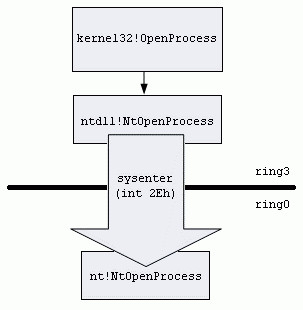 kernel32!OpenProcess
ntdll!NtOpenProcess
sysenter
(int 2Eh)
ring3
ring0
nt!NtOpenProcess